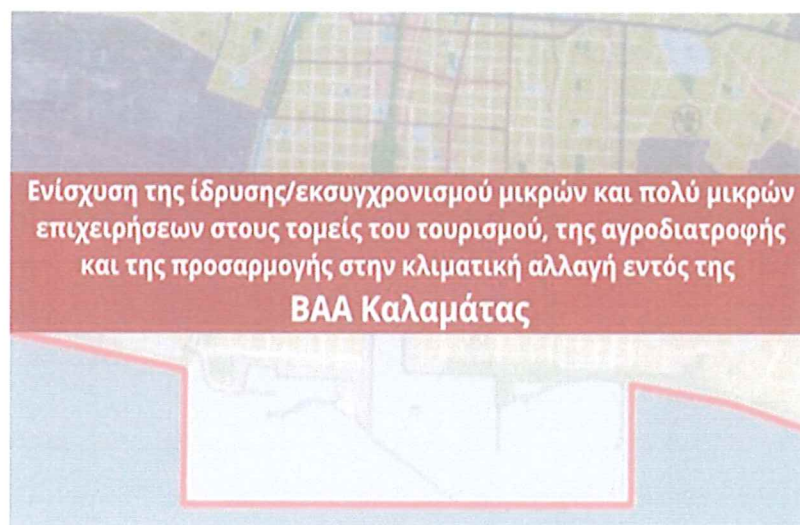 Ενίσχυση της ίδρυσης/εκσυγχρονισμού μικρών και πολύ μικρών
επιχειρήσεων στους τομείς του τουρισμού, της αγροδιατροφής
και της προσαρμογής στην κλιματική αλλαγή εντός της
ΒΑΑ Καλαμάτας